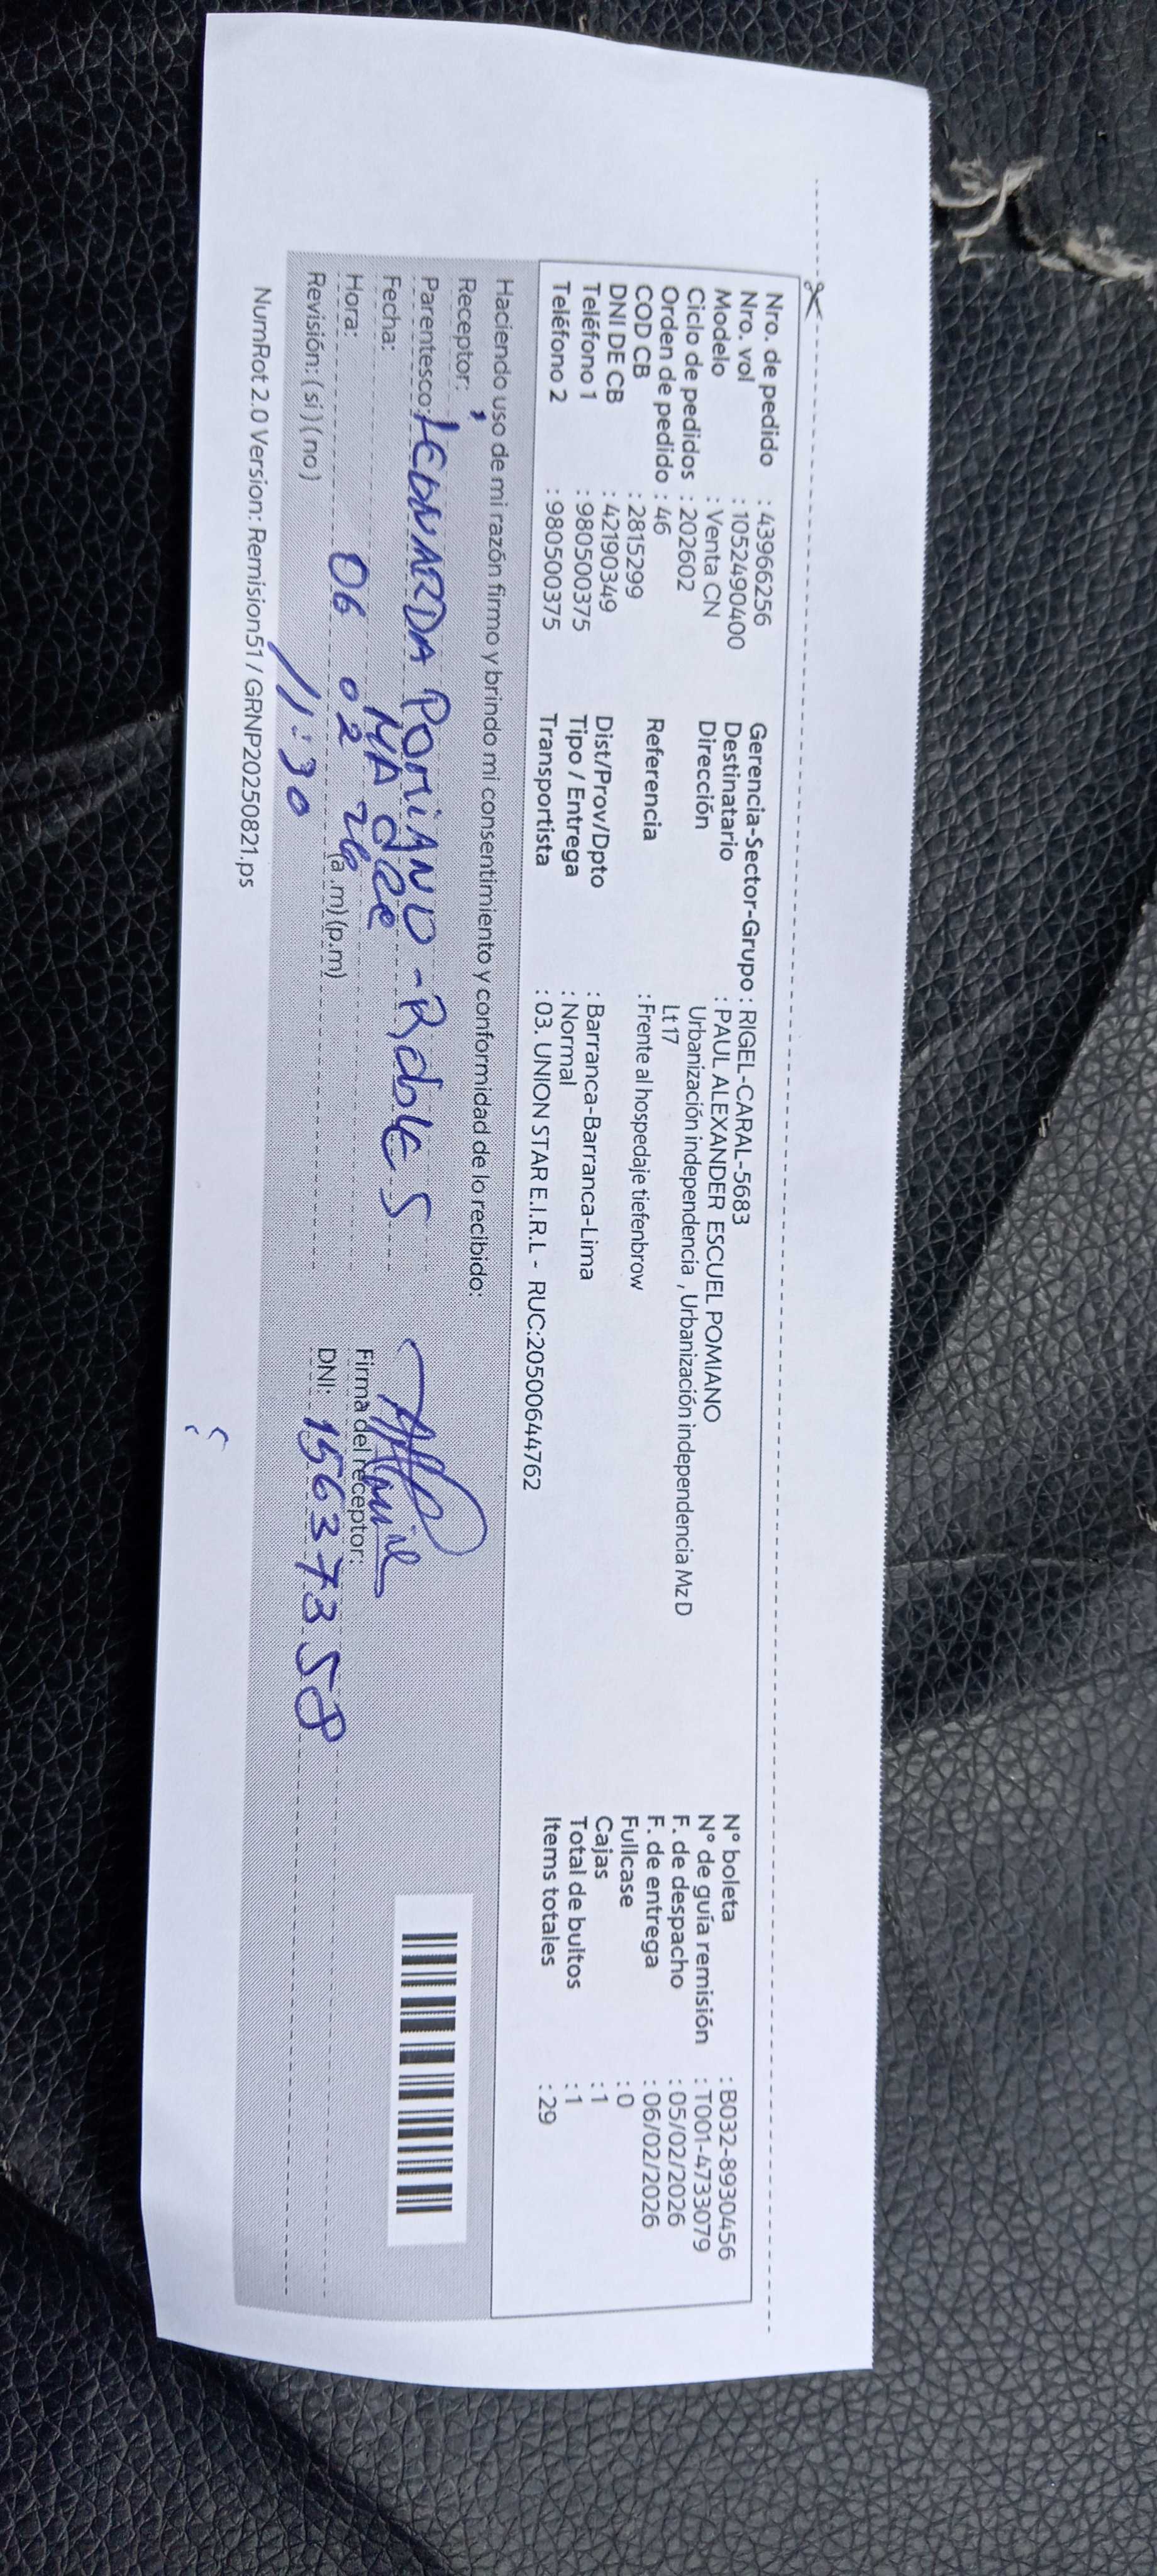 Nro. de pedido : 43966256
Nro. vol : 1052490400
Modelo : Venta CN
Ciclo de pedidos : 202602
Orden de pedido : 46
COD CB : 2815299
DNI DE CB : 42190349
Teléfono 1 : 980500375
Teléfono 2 : 980500375
Gerencia-Sector-Grupo : RIGEL-CARAL-5683
Destinatario : PAUL ALEXANDER ESCUEL POMIANO
Dirección Urbanización independencia , Urbanización independencia Mz D
Lt 17
Referencia : Frente al hospedaje tiefenbrow
Dist/Prov/Dpto : Barranca-Barranca-Lima
Tipo / Entrega : Normal
Transportista : 03. UNION STAR E.I.R.L - RUC:20500644762
N° boleta : B032-8930456
N° de guía remisión : T001-4733079
F. de despacho : 05/02/2026
F. de entrega : 06/02/2026
Fullcase : 0
Cajas : 1
Total de bultos : 1
Items totales : 29
Haciendo uso de mi razón firmo y brindo mi consentimiento y conformidad de lo recibido:
Receptor: LEONARDA POMIANO - RobLES
Parentesco: MAdRe
Fecha: 06 02 26
Hora: 11:30 (a .m) (p.m)
Revisión: ( si ) ( no )
Firma del receptor:
DNI: 15637358
NumRot 2.0 Version: Remision51 / GRNP20250821.ps